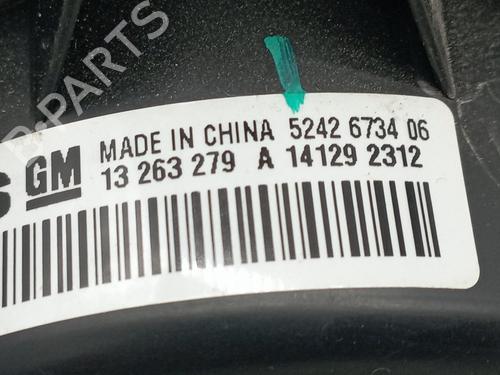 B-PARTS
S GM MADE IN CHINA 5242 6734 06
13 263 279 A 14129 2312